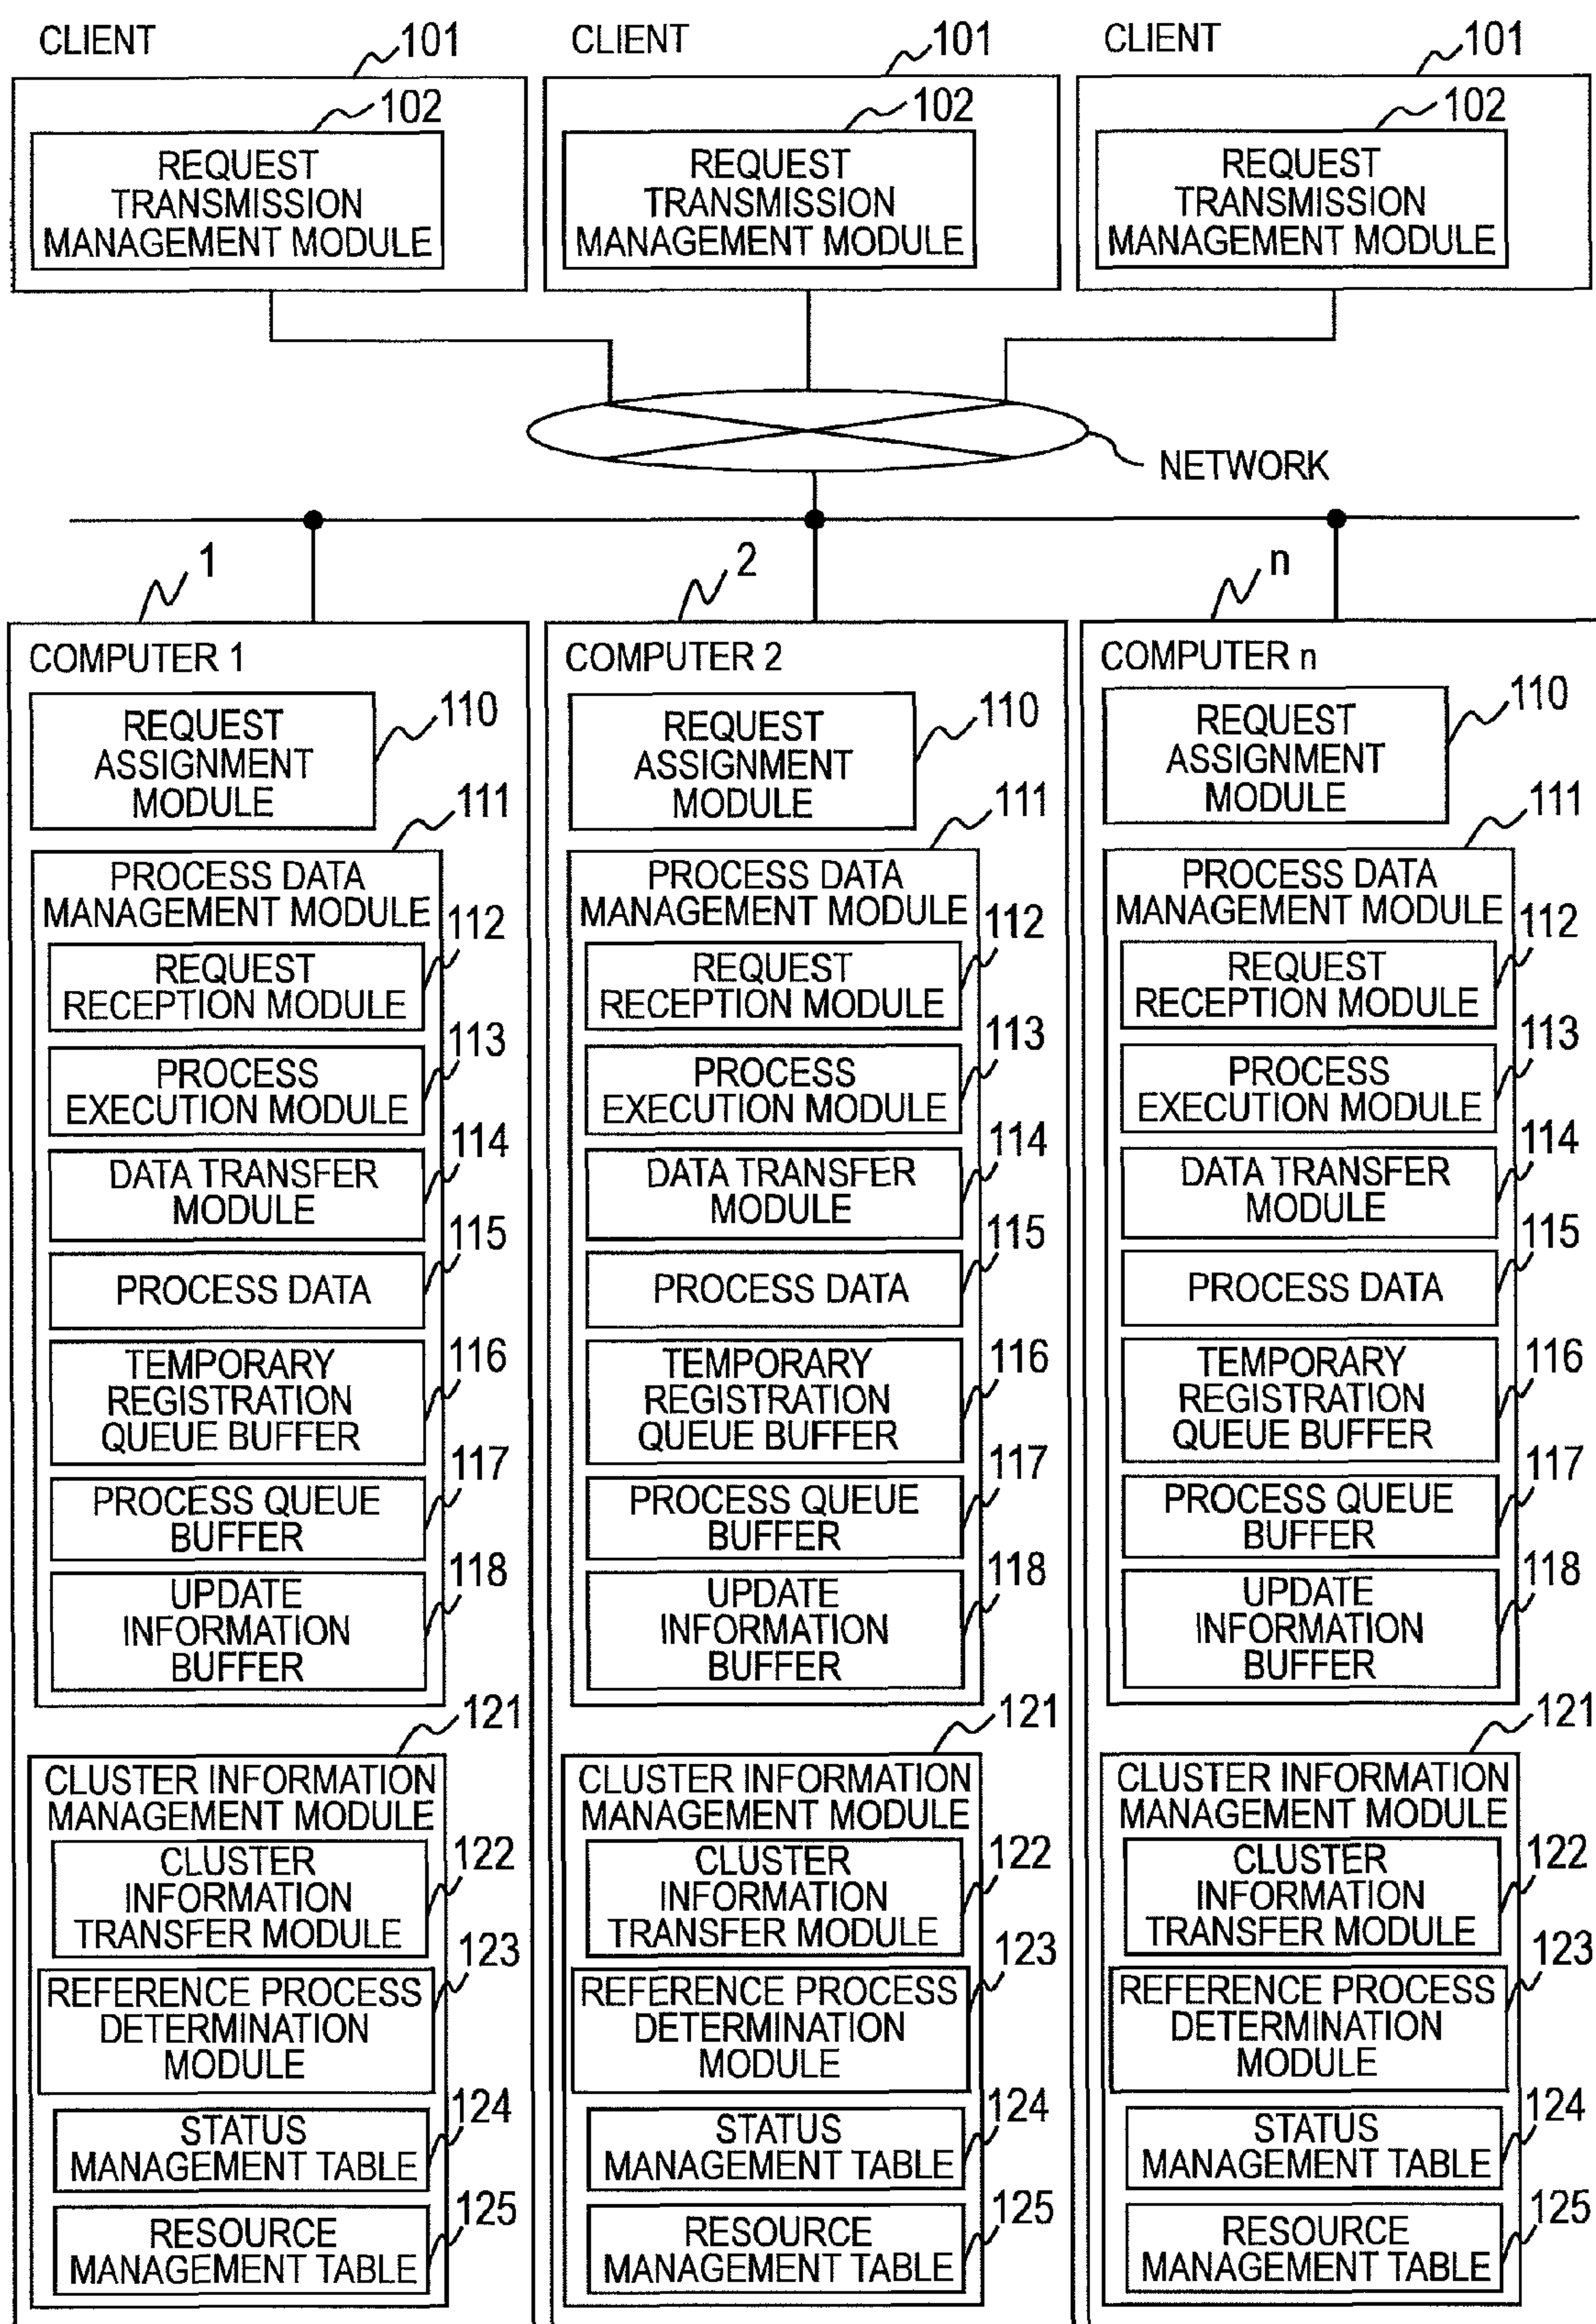 CLIENT
101
102
REQUEST
TRANSMISSION
MANAGEMENT MODULE
CLIENT
101
102
REQUEST
TRANSMISSION
MANAGEMENT MODULE
CLIENT
101
102
REQUEST
TRANSMISSION
MANAGEMENT MODULE
NETWORK
1
COMPUTER 1
REQUEST
ASSIGNMENT
MODULE
110
111
PROCESS DATA
MANAGEMENT MODULE
112
REQUEST
RECEPTION MODULE
113
PROCESS
EXECUTION MODULE
114
DATA TRANSFER
MODULE
115
PROCESS DATA
116
TEMPORARY
REGISTRATION
QUEUE BUFFER
117
PROCESS QUEUE
BUFFER
118
UPDATE
INFORMATION
BUFFER
121
CLUSTER INFORMATION
MANAGEMENT MODULE
122
CLUSTER
INFORMATION
TRANSFER MODULE
123
REFERENCE PROCESS
DETERMINATION
MODULE
124
STATUS
MANAGEMENT TABLE
125
RESOURCE
MANAGEMENT TABLE
2
COMPUTER 2
REQUEST
ASSIGNMENT
MODULE
110
111
PROCESS DATA
MANAGEMENT MODULE
112
REQUEST
RECEPTION MODULE
113
PROCESS
EXECUTION MODULE
114
DATA TRANSFER
MODULE
115
PROCESS DATA
116
TEMPORARY
REGISTRATION
QUEUE BUFFER
117
PROCESS QUEUE
BUFFER
118
UPDATE
INFORMATION
BUFFER
121
CLUSTER INFORMATION
MANAGEMENT MODULE
122
CLUSTER
INFORMATION
TRANSFER MODULE
123
REFERENCE PROCESS
DETERMINATION
MODULE
124
STATUS
MANAGEMENT TABLE
125
RESOURCE
MANAGEMENT TABLE
n
COMPUTER n
REQUEST
ASSIGNMENT
MODULE
110
111
PROCESS DATA
MANAGEMENT MODULE
112
REQUEST
RECEPTION MODULE
113
PROCESS
EXECUTION MODULE
114
DATA TRANSFER
MODULE
115
PROCESS DATA
116
TEMPORARY
REGISTRATION
QUEUE BUFFER
117
PROCESS QUEUE
BUFFER
118
UPDATE
INFORMATION
BUFFER
121
CLUSTER INFORMATION
MANAGEMENT MODULE
122
CLUSTER
INFORMATION
TRANSFER MODULE
123
REFERENCE PROCESS
DETERMINATION
MODULE
124
STATUS
MANAGEMENT TABLE
125
RESOURCE
MANAGEMENT TABLE